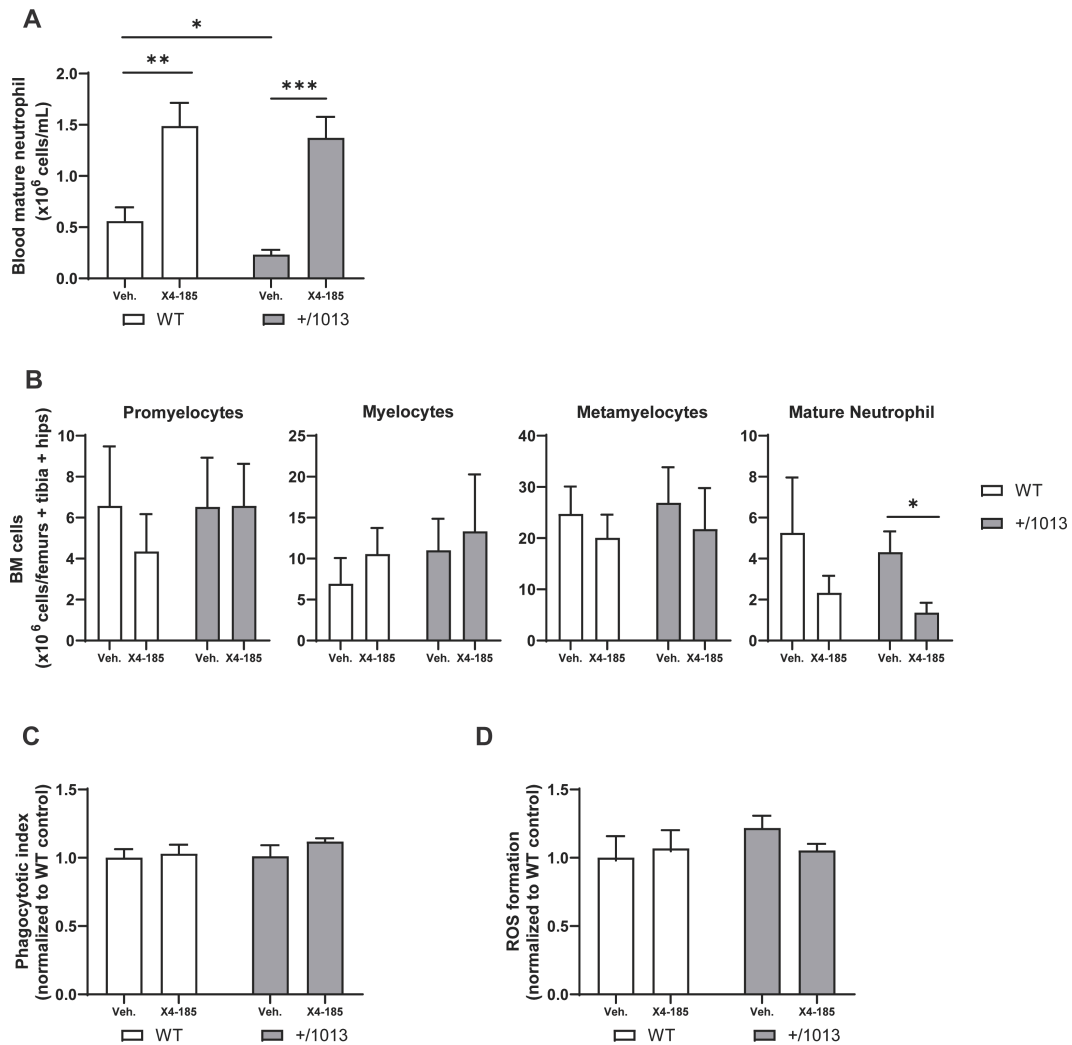 A
*
**
***
Blood mature neutrophil
(x10⁶ cells/mL)
2.0
1.5
1.0
0.5
0.0
Veh. X4-185 Veh. X4-185
WT +/1013
B
BM cells
(x10⁶ cells/femurs + tibia + hips)
Promyelocytes
10
8
6
4
2
0
Veh. X4-185 Veh. X4-185
Myelocytes
25
20
15
10
5
0
Veh. X4-185 Veh. X4-185
Metamyelocytes
40
30
20
10
0
Veh. X4-185 Veh. X4-185
Mature Neutrophil
10
8
6
4
2
0
*
Veh. X4-185 Veh. X4-185
WT
+/1013
C
Phagocytotic index
(normalized to WT control)
1.5
1.0
0.5
0.0
Veh. X4-185 Veh. X4-185
WT +/1013
D
ROS formation
(normalized to WT control)
1.5
1.0
0.5
0.0
Veh. X4-185 Veh. X4-185
WT +/1013